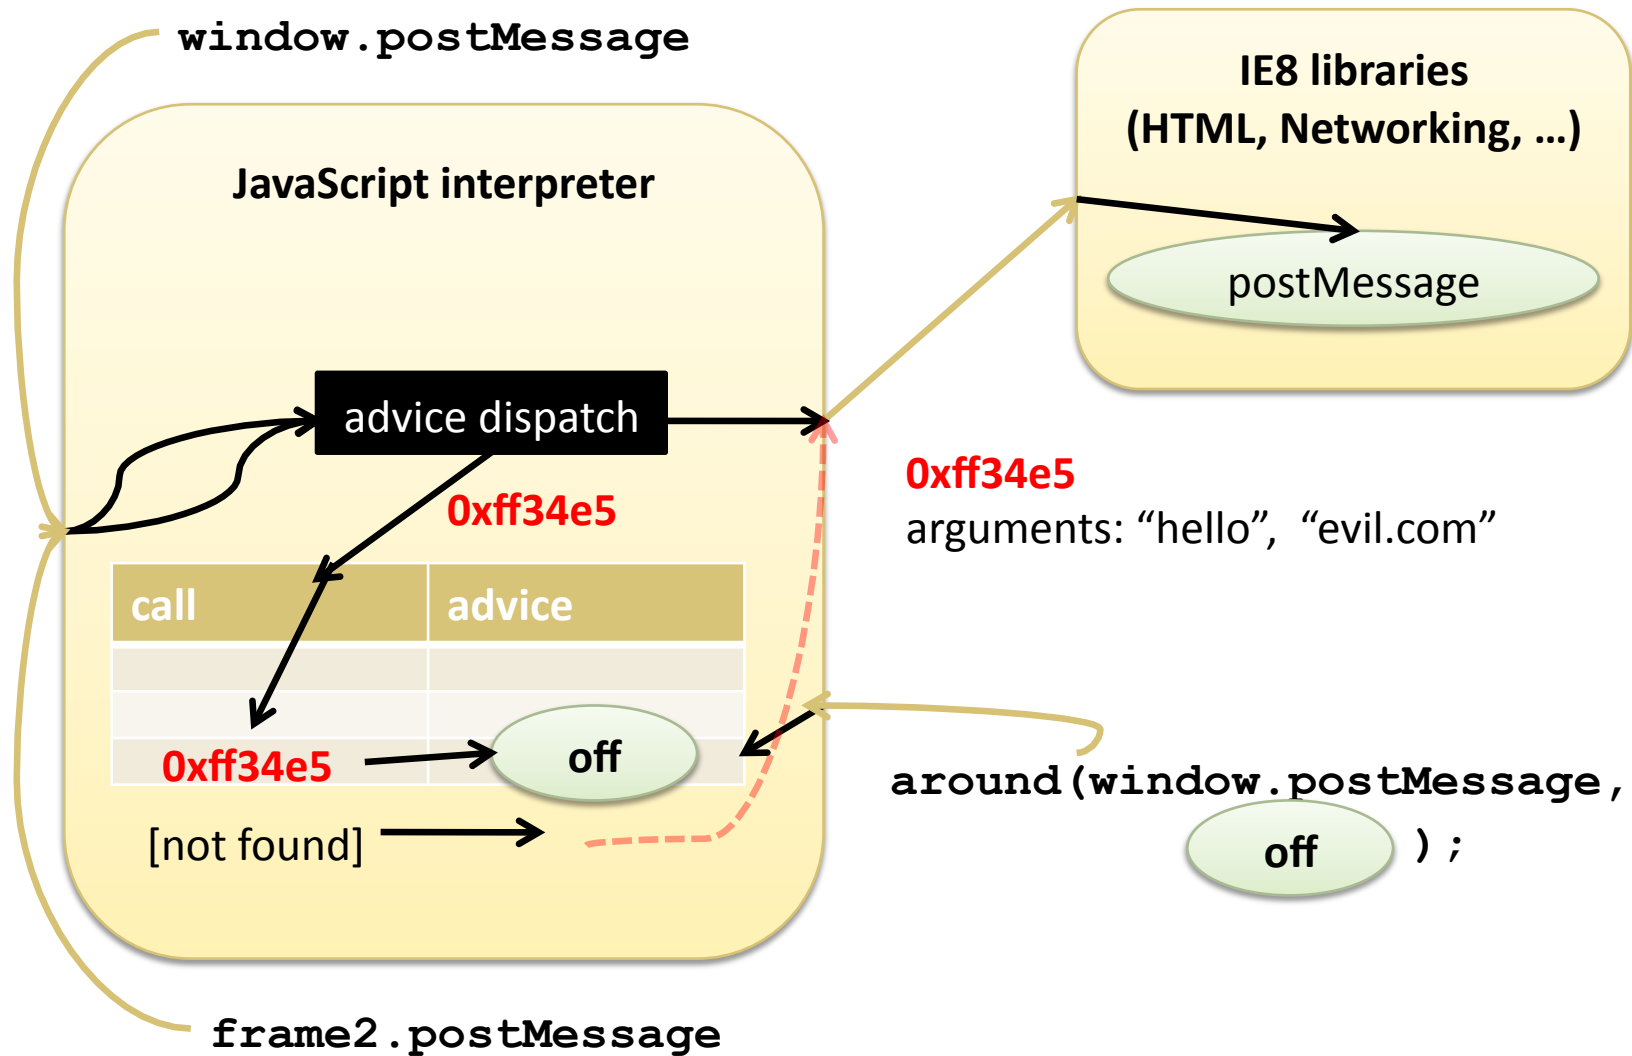 window.postMessage
IE8 libraries
(HTML, Networking, …)
JavaScript interpreter
postMessage
advice dispatch
0xff34e5
0xff34e5
arguments: “hello”, “evil.com”
call advice
0xff34e5 off
[not found]
around(window.postMessage,
off );
frame2.postMessage